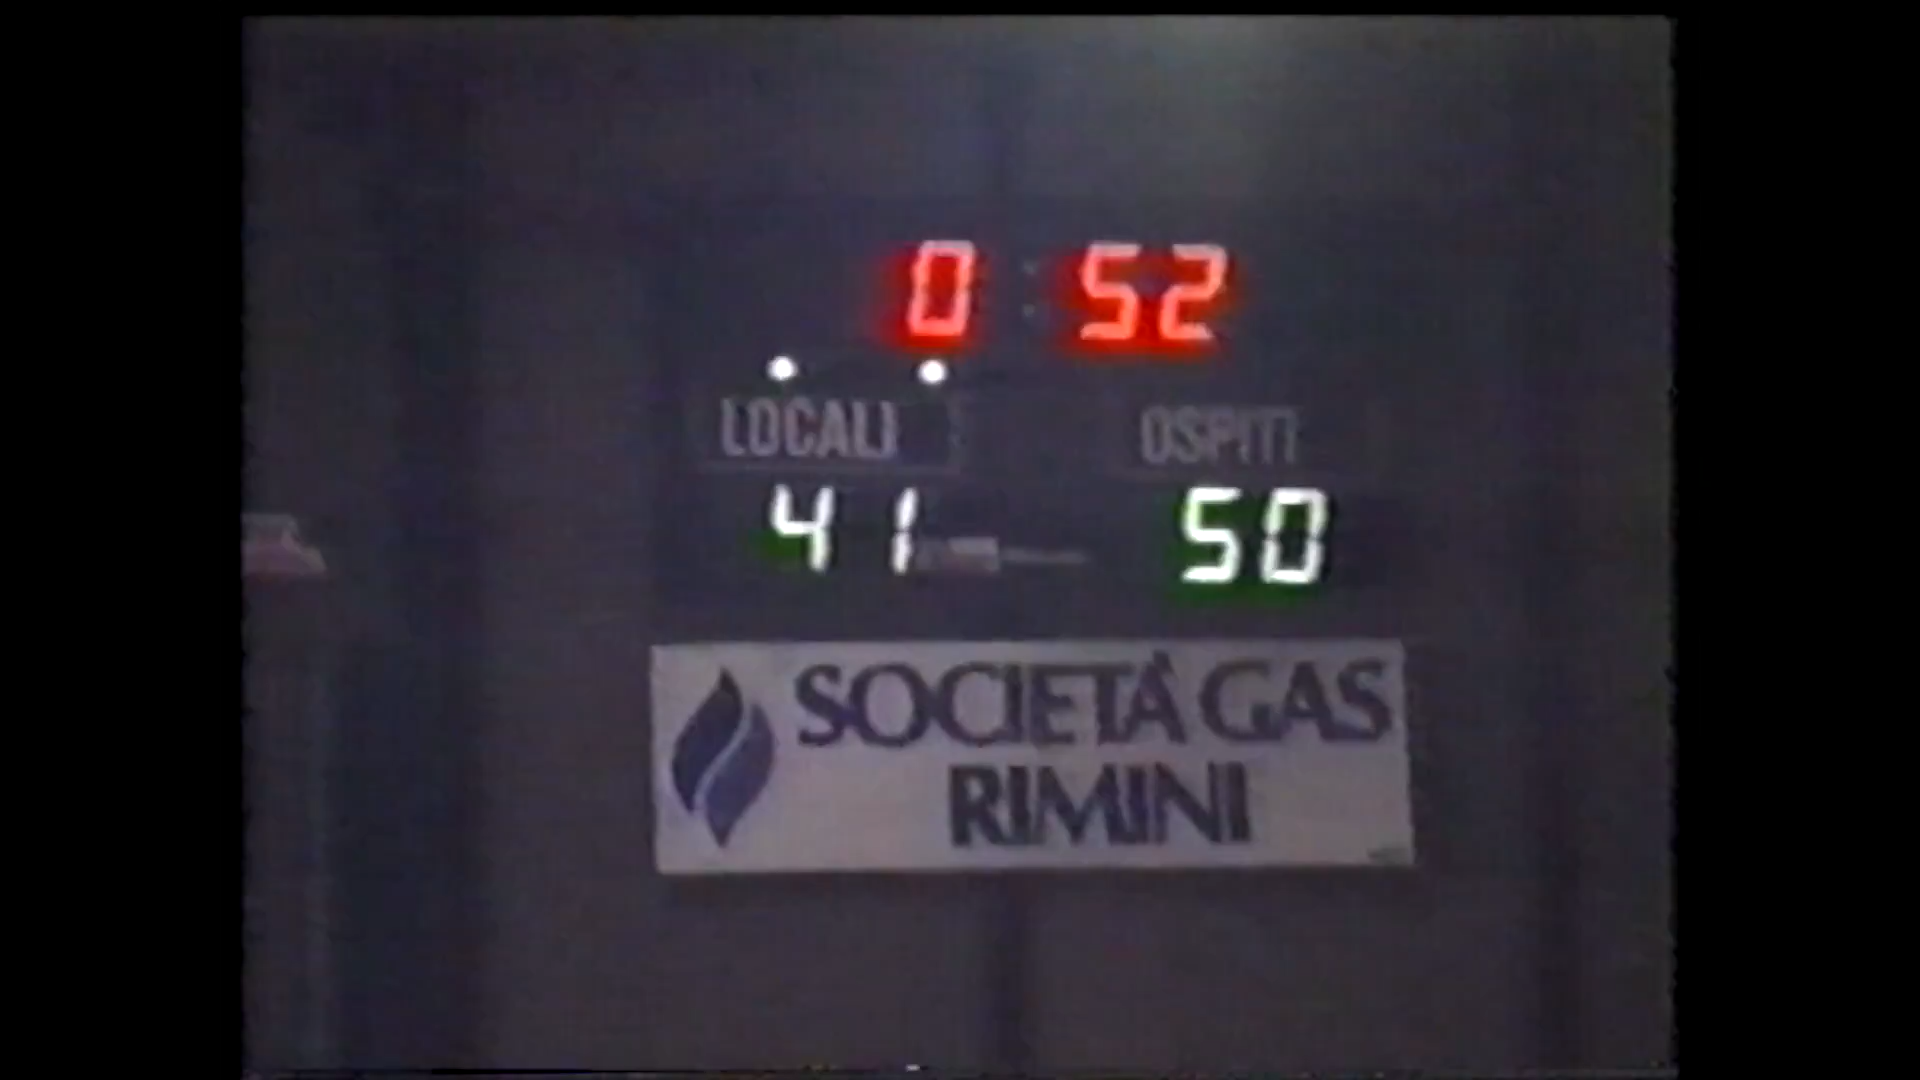 0:52
LOCALI OSPITI
41 50
SOCIETÀ GAS
RIMINI